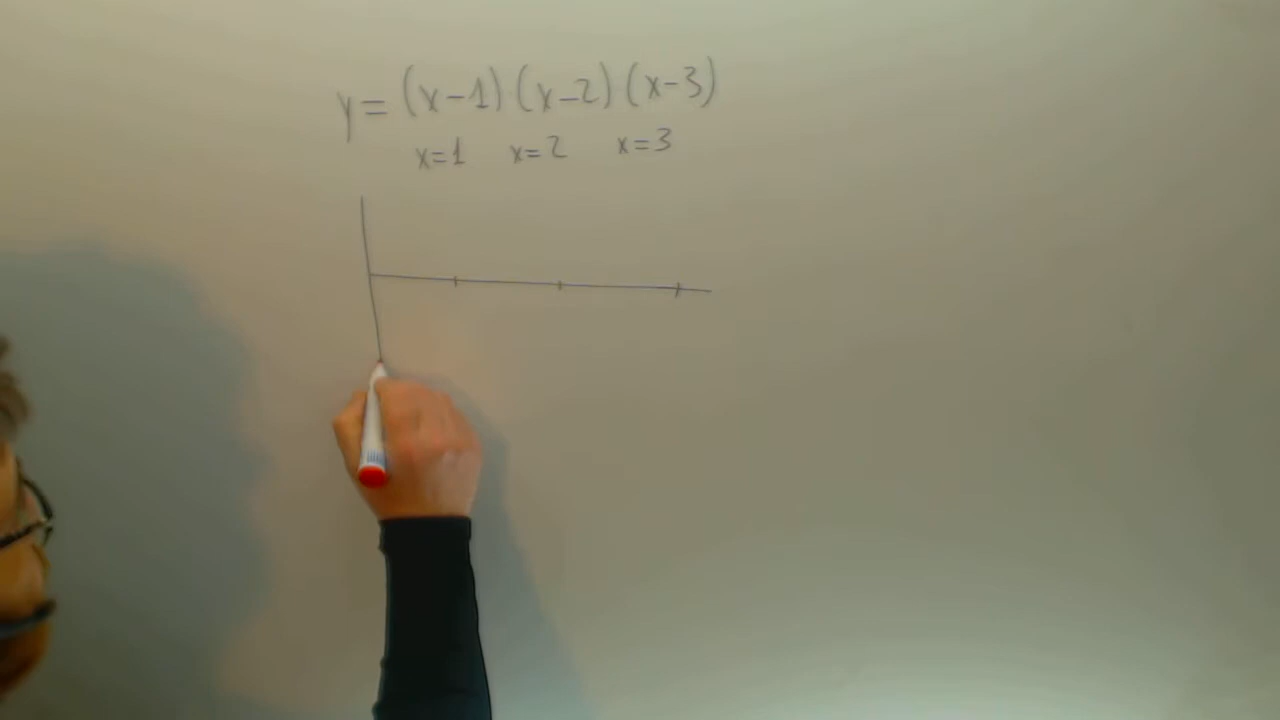 y = (x-1) (x-2) (x-3)
x=1 x=2 x=3